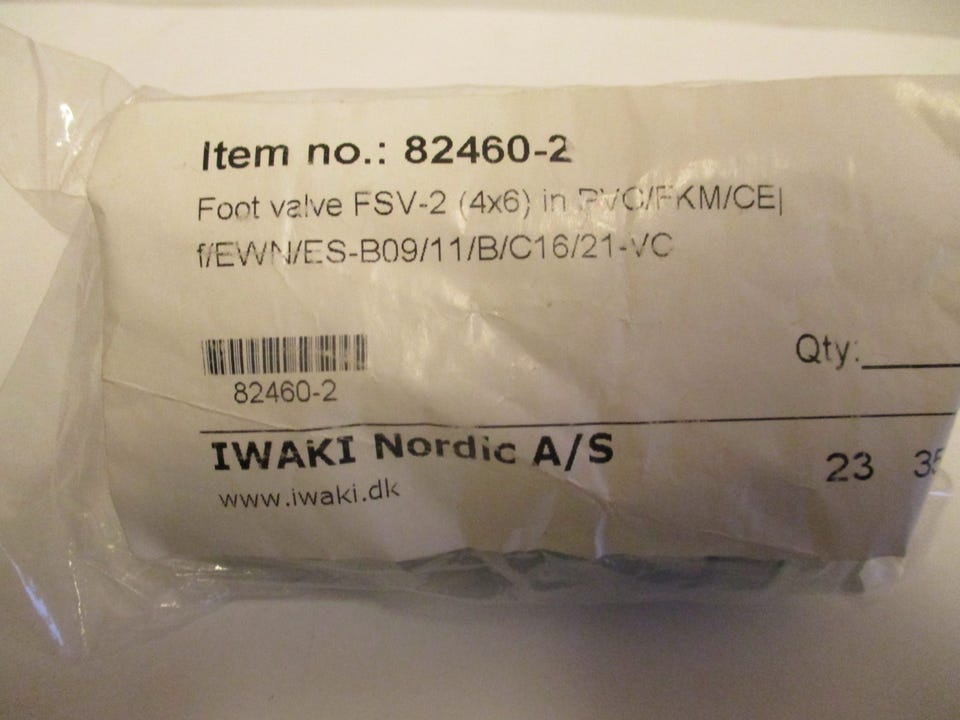 Item no.: 82460-2
Foot valve FSV-2 (4x6) in PVC/FKM/CE|
f/EWN/ES-B09/11/B/C16/21-VC
82460-2
Qty:
IWAKI Nordic A/S
www.iwaki.dk
23 35